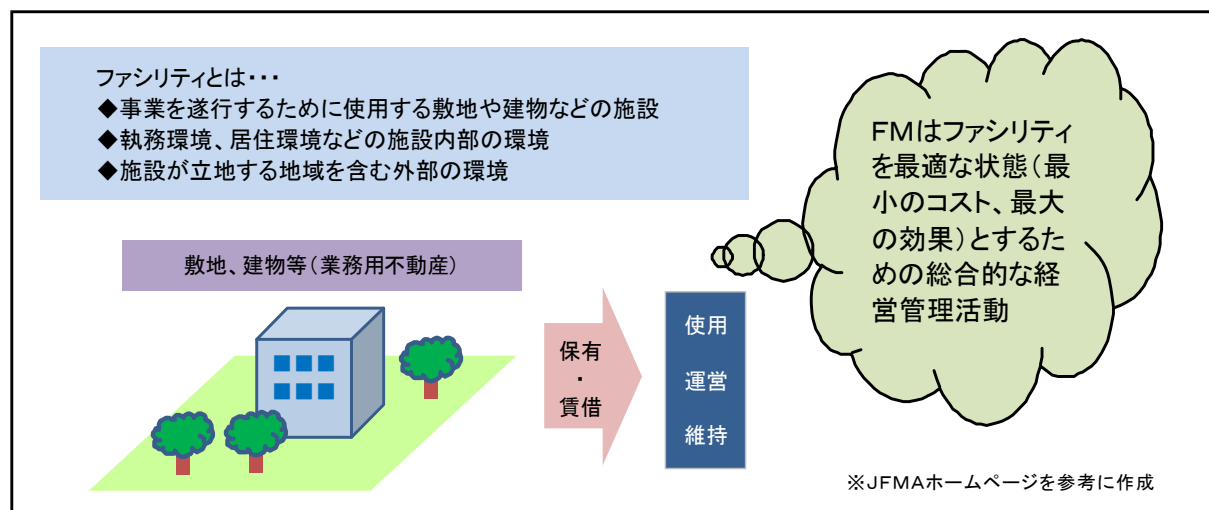 ファシリティとは・・・
◆事業を遂行するために使用する敷地や建物などの施設
◆執務環境、居住環境などの施設内部の環境
◆施設が立地する地域を含む外部の環境
FMはファシリティ
を最適な状態(最
小のコスト、最大
の効果)とするた
めの総合的な経
営管理活動
敷地、建物等(業務用不動産)
保有
・
賃借
使用
運営
維持
※JFMAホームページを参考に作成